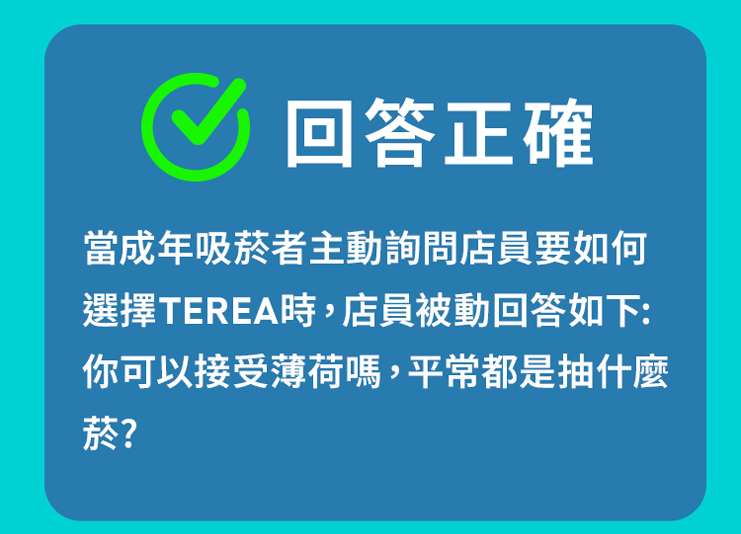 回答正確
當成年吸菸者主動詢問店員要如何
選擇TEREA時，店員被動回答如下:
你可以接受薄荷嗎，平常都是抽什麼
菸?